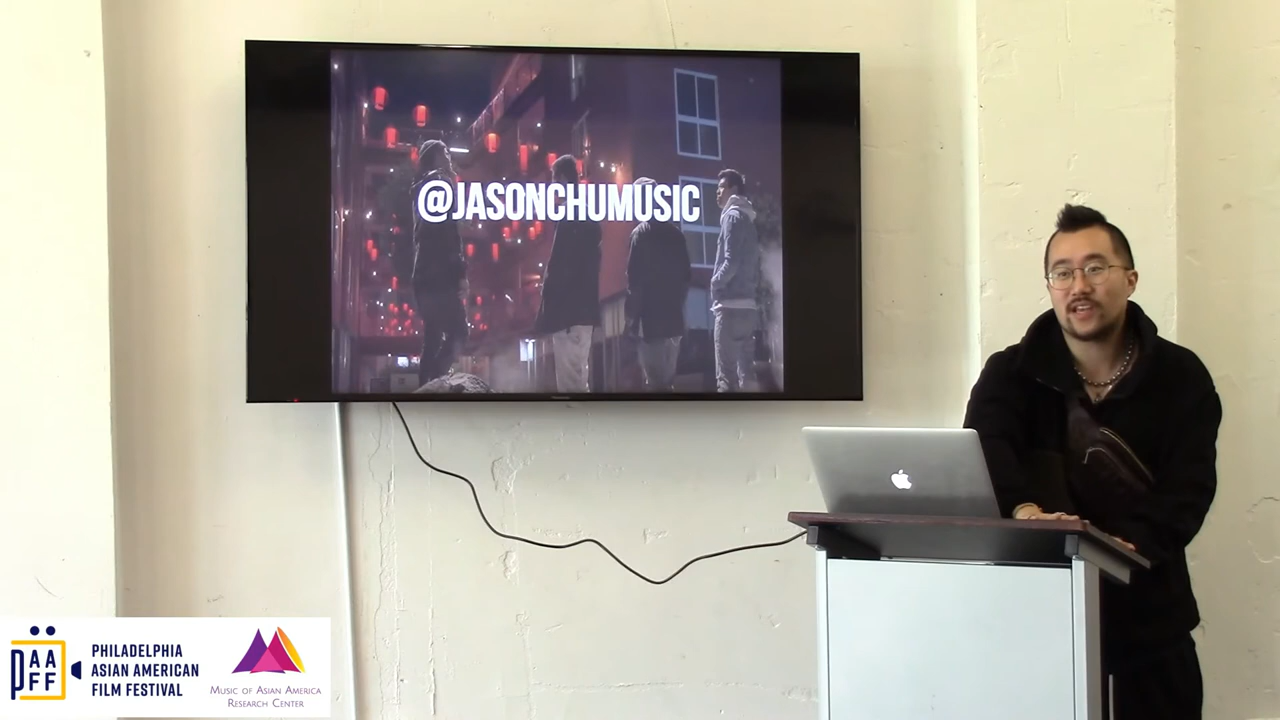 @JASONCHUMUSIC
PAAFF
PHILADELPHIA
ASIAN AMERICAN
FILM FESTIVAL
MUSIC OF ASIAN AMERICA
RESEARCH CENTER